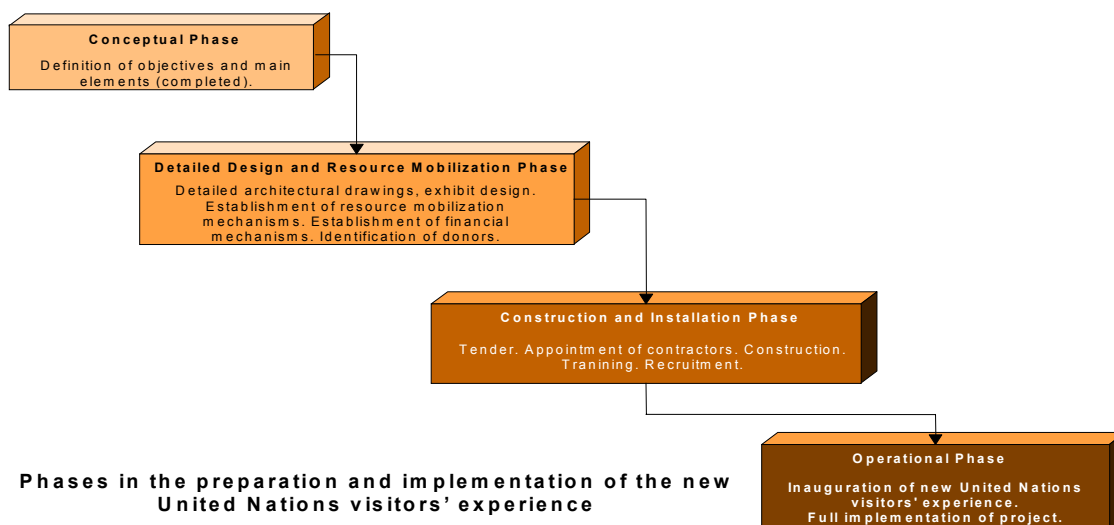 Conceptual Phase
Definition of objectives and main
elements (completed).
Detailed Design and Resource Mobilization Phase
Detailed architectural drawings, exhibit design.
Establishment of resource mobilization
mechanisms. Establishment of financial
mechanisms. Identification of donors.
Construction and Installation Phase
Tender. Appointment of contractors. Construction.
Tranining. Recruitment.
Operational Phase
Inauguration of new United Nations
visitors' experience.
Full implementation of project.
Phases in the preparation and implementation of the new
United Nations visitors’ experience